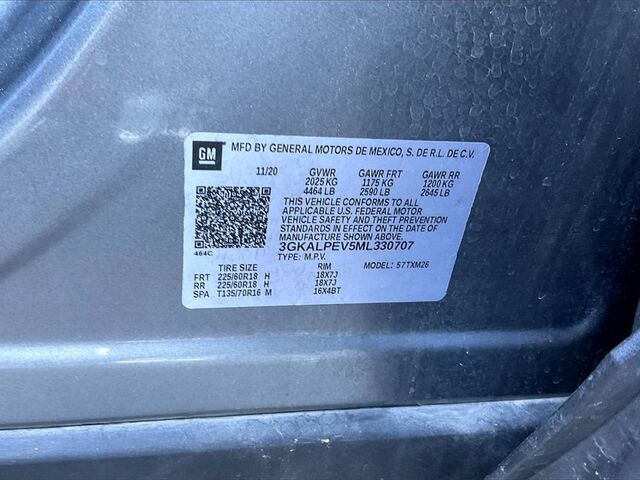 GM MFD BY GENERAL MOTORS DE MEXICO, S. DE R.L. DE C.V.
11/20 GVWR GAWR FRT GAWR RR
2025 KG 1175 KG 1200 KG
4464 LB 2590 LB 2645 LB
THIS VEHICLE CONFORMS TO ALL
APPLICABLE U.S. FEDERAL MOTOR
VEHICLE SAFETY AND THEFT PREVENTION
STANDARDS IN EFFECT ON THE DATE OF
MANUFACTURE SHOWN ABOVE.
3GKALPEV5ML330707
464C TYPE: M.P.V. MODEL: 57TXM26
TIRE SIZE RIM
FRT 225/60R18 H 18X7J
RR 225/60R18 H 18X7J
SPA T135/70R16 M 16X4BT